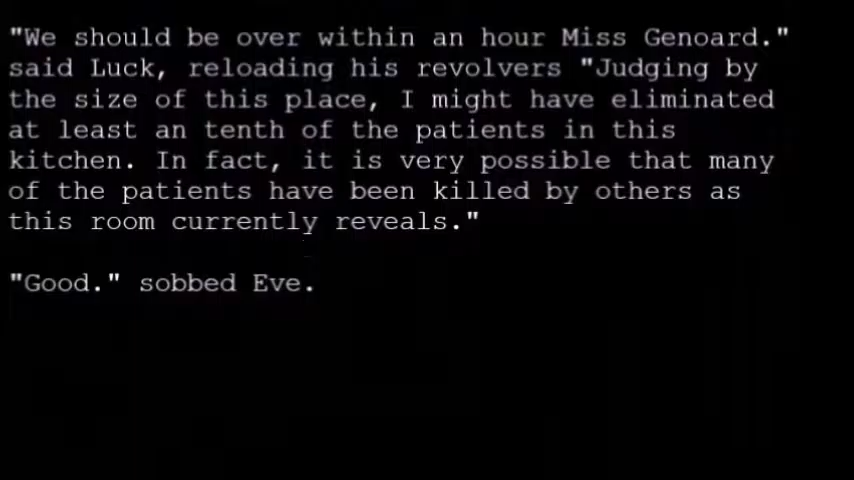 "We should be over within an hour Miss Genoard."
said Luck, reloading his revolvers "Judging by
the size of this place, I might have eliminated
at least an tenth of the patients in this
kitchen. In fact, it is very possible that many
of the patients have been killed by others as
this room currently reveals."
"Good." sobbed Eve.